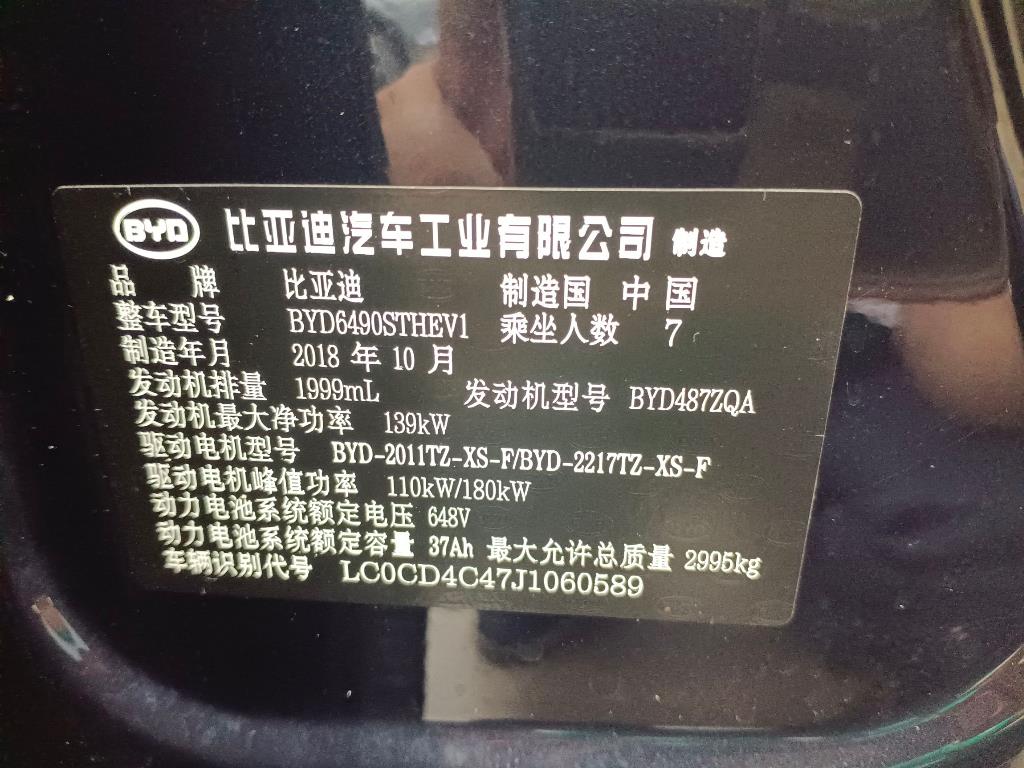 BYD 比亚迪汽车工业有限公司 制造
品 牌 比亚迪 制造国 中国
整车型号 BYD6490STHEV1 乘坐人数 7
制造年月 2018 年 10 月
发动机排量 1999mL 发动机型号 BYD487ZQA
发动机最大净功率 139kW
驱动电机型号 BYD-2011TZ-XS-F/BYD-2217TZ-XS-F
驱动电机峰值功率 110kW/180kW
动力电池系统额定电压 648V
动力电池系统额定容量 37Ah 最大允许总质量 2995kg
车辆识别代号 LC0CD4C47J1060589